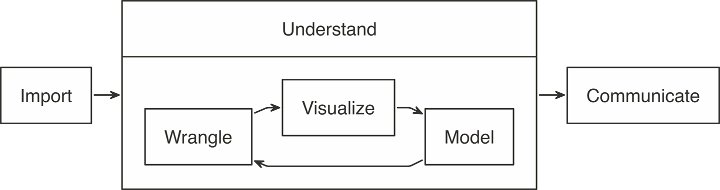 Understand
Import
Visualize
Communicate
Wrangle
Model